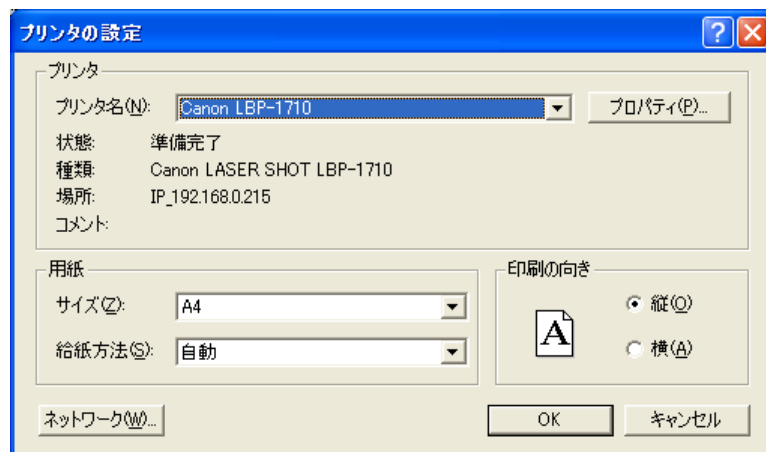 プリンタの設定
プリンタ
プリンタ名(N): Canon LBP-1710 プロパティ(P)...
状態: 準備完了
種類: Canon LASER SHOT LBP-1710
場所: IP_192.168.0.215
コメント:
用紙
サイズ(Z): A4
給紙方法(S): 自動
印刷の向き
A
縦(O)
横(A)
ネットワーク(W)...
OK
キャンセル